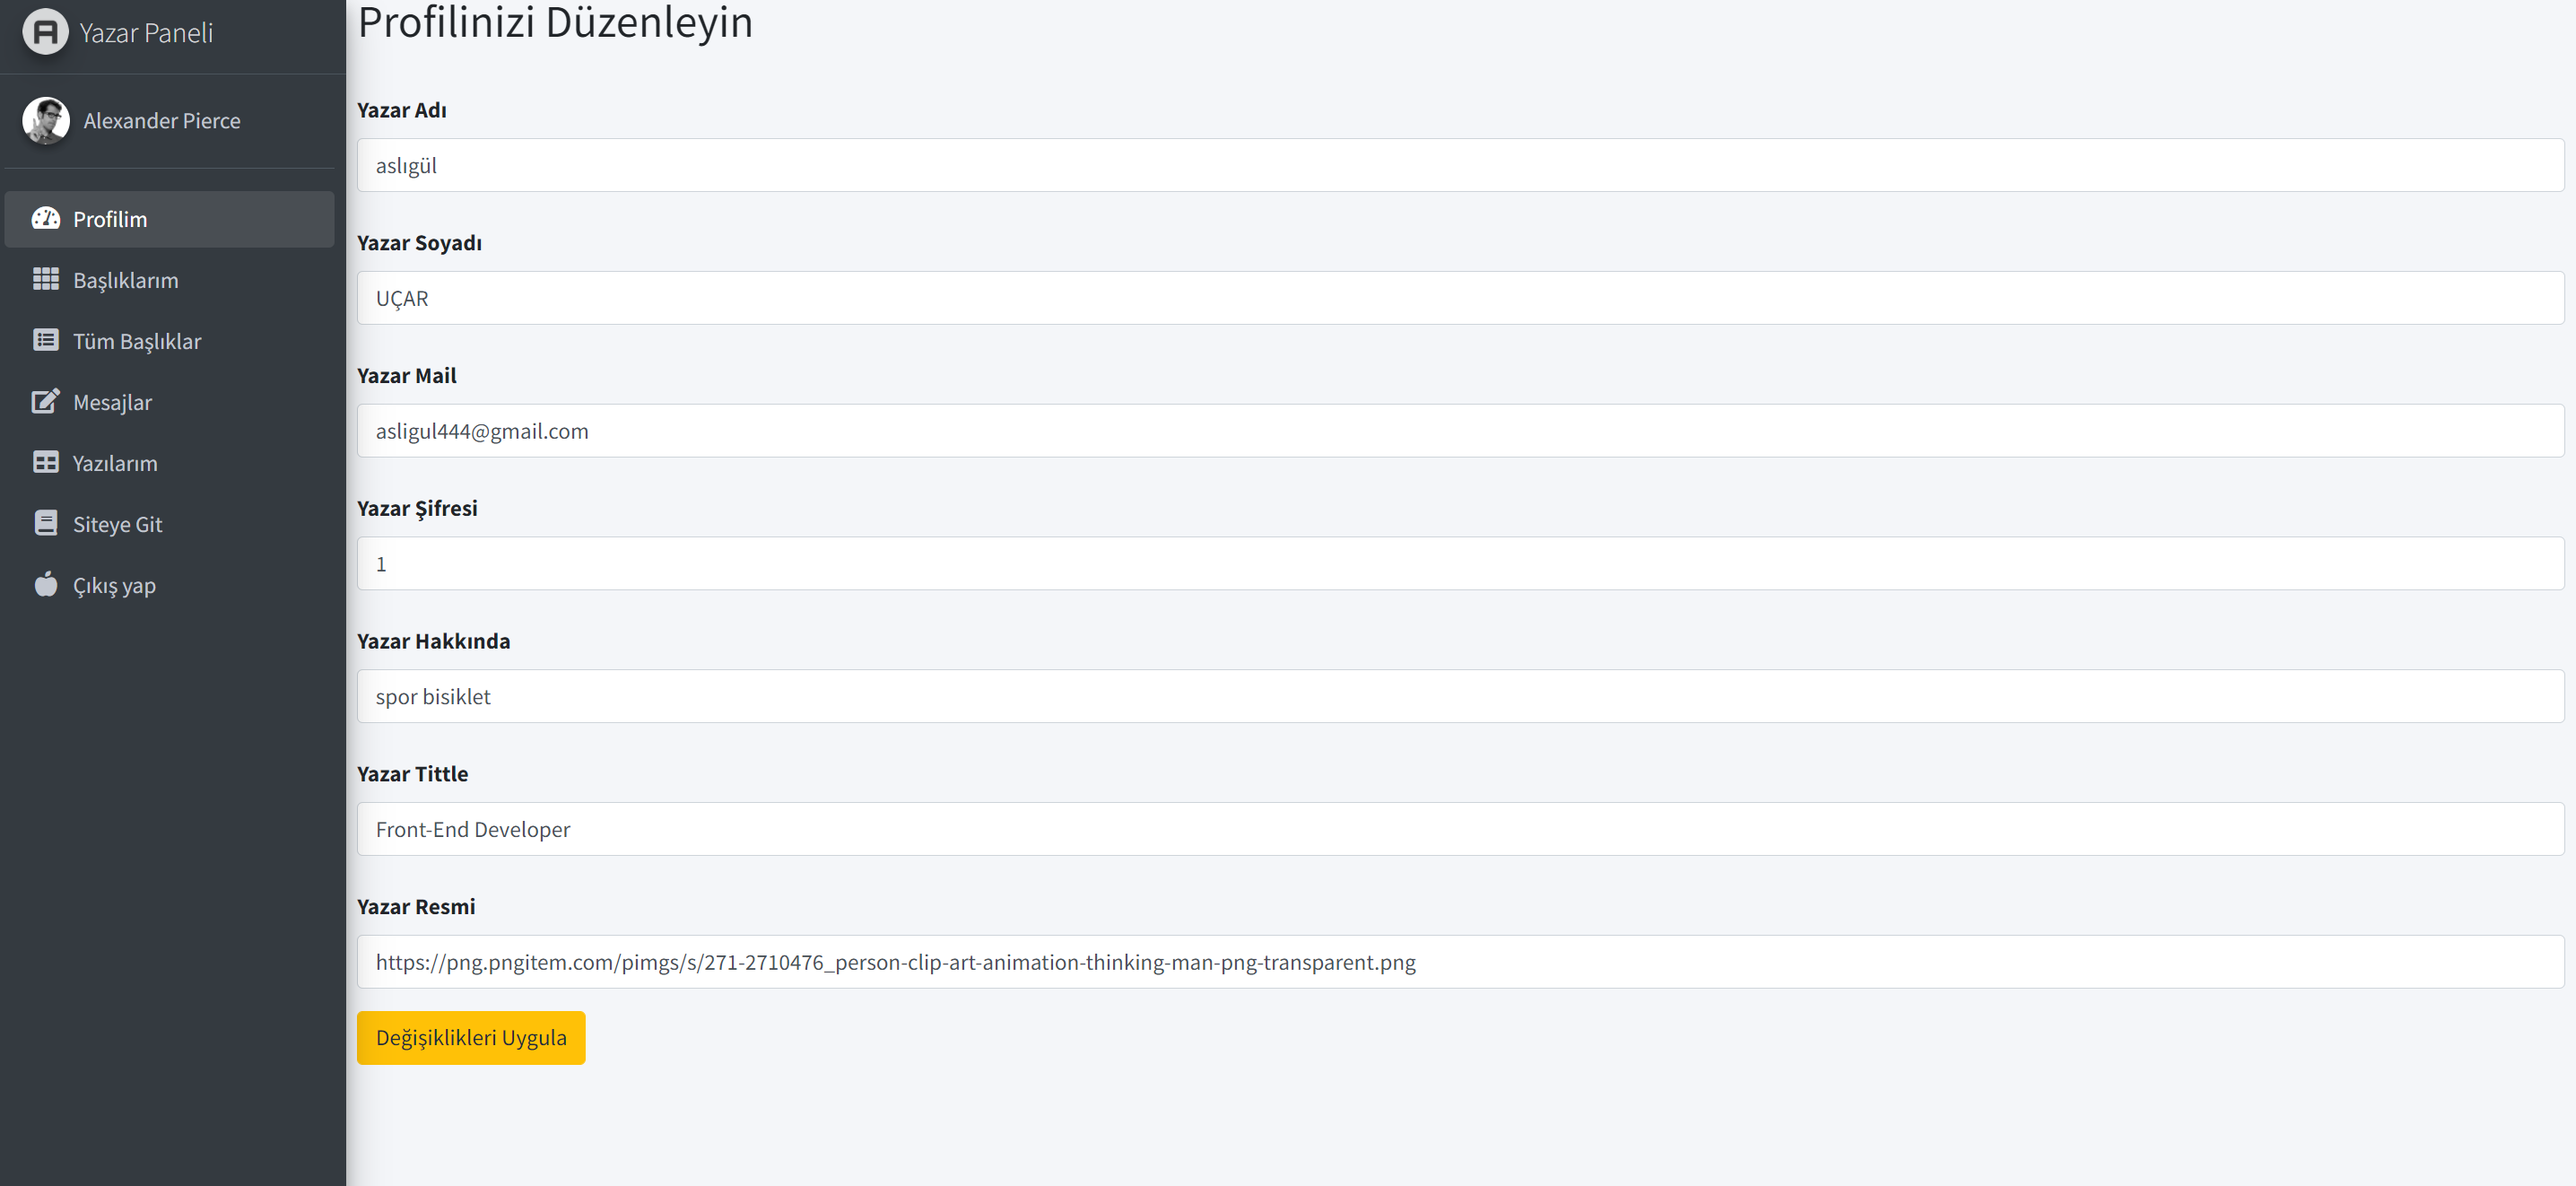 Yazar Paneli
Alexander Pierce
Profilim
Başlıklarım
Tüm Başlıklar
Mesajlar
Yazılarım
Siteye Git
Çıkış yap
Profilinizi Düzenleyin
Yazar Adı
aslıgül
Yazar Soyadı
UÇAR
Yazar Mail
asligul444@gmail.com
Yazar Şifresi
1
Yazar Hakkında
spor bisiklet
Yazar Tittle
Front-End Developer
Yazar Resmi
https://png.pngitem.com/pimgs/s/271-2710476_person-clip-art-animation-thinking-man-png-transparent.png
Değişiklikleri Uygula